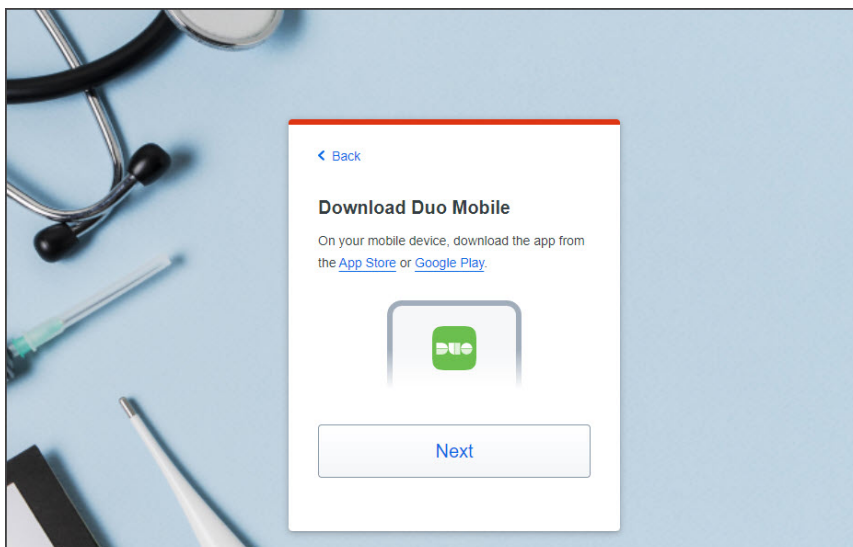 Back
Download Duo Mobile
On your mobile device, download the app from
the App Store or Google Play.
DUO
Next